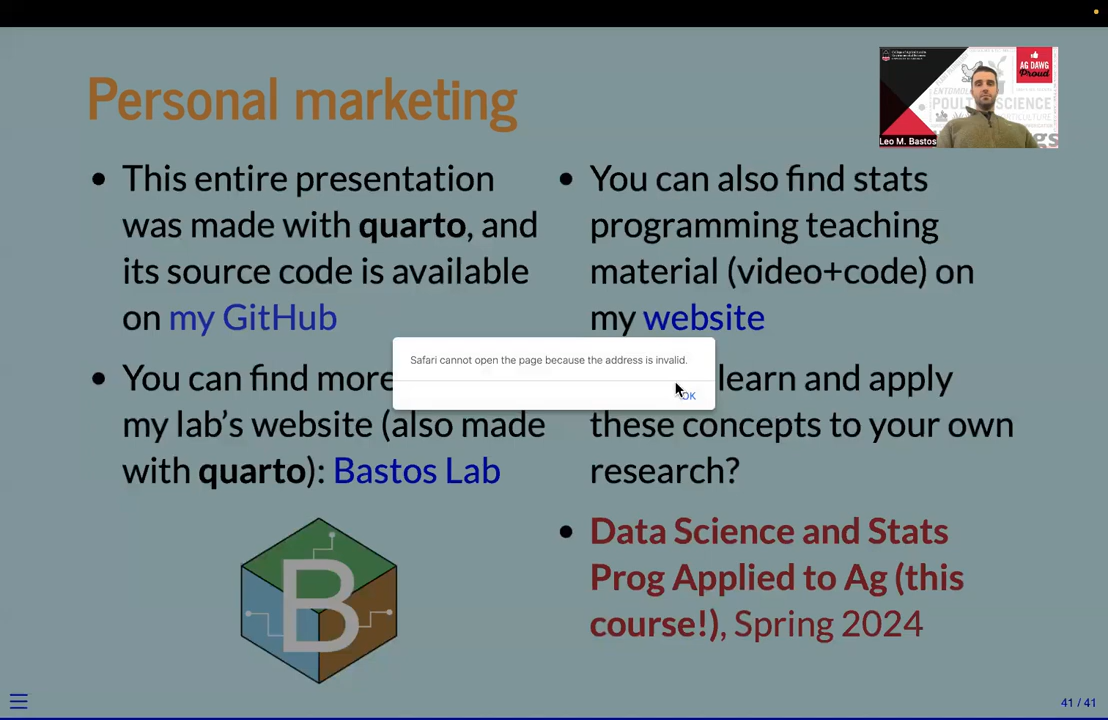 Personal marketing
AG DAWG
Proud
POULTRY SCIENCE
Leo M. Bastos
• This entire presentation
was made with quarto, and
its source code is available
on my GitHub
• You can find more
my lab's website (also made
with quarto): Bastos Lab
B
• You can also find stats
programming teaching
material (video+code) on
my website
learn and apply
these concepts to your own
research?
• Data Science and Stats
Prog Applied to Ag (this
course!), Spring 2024
Safari cannot open the page because the address is invalid.
OK
41 / 41